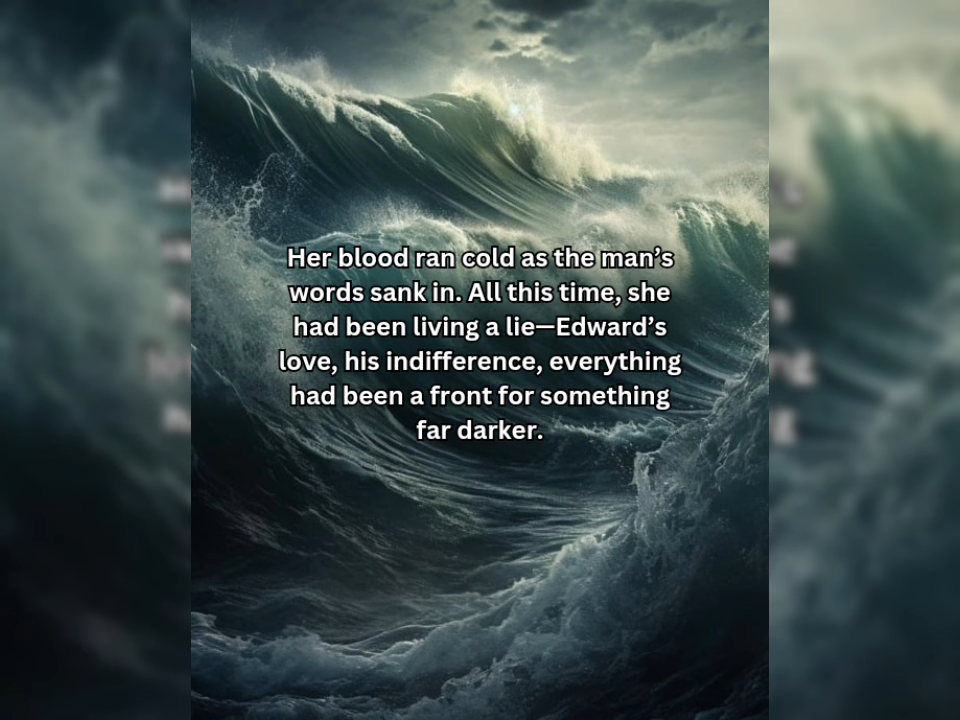 Her blood ran cold as the man’s
words sank in. All this time, she
had been living a lie—Edward’s
love, his indifference, everything
had been a front for something
far darker.